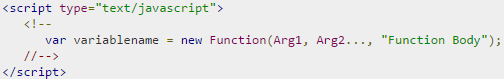 <script type="text/javascript">
<!--
var variablename = new Function(Arg1, Arg2..., "Function Body");
//-->
</script>